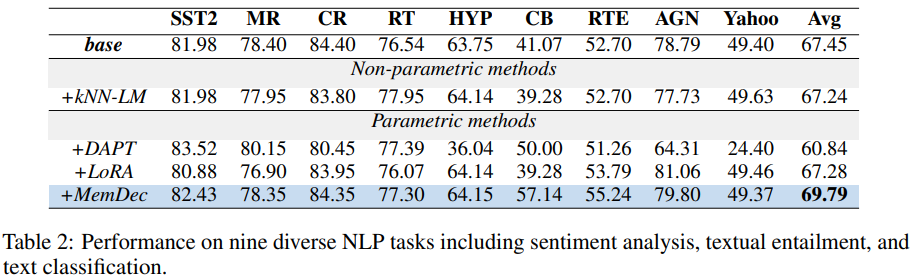 SST2 MR CR RT HYP CB RTE AGN Yahoo Avg
base 81.98 78.40 84.40 76.54 63.75 41.07 52.70 78.79 49.40 67.45
Non-parametric methods
+kNN-LM 81.98 77.95 83.80 77.95 64.14 39.28 52.70 77.73 49.63 67.24
Parametric methods
+DAPT 83.52 80.15 80.45 77.39 36.04 50.00 51.26 64.31 24.40 60.84
+LoRA 80.88 76.90 83.95 76.07 64.14 39.28 53.79 81.06 49.46 67.28
+MemDec 82.43 78.35 84.35 77.30 64.15 57.14 55.24 79.80 49.37 69.79
Table 2: Performance on nine diverse NLP tasks including sentiment analysis, textual entailment, and
text classification.